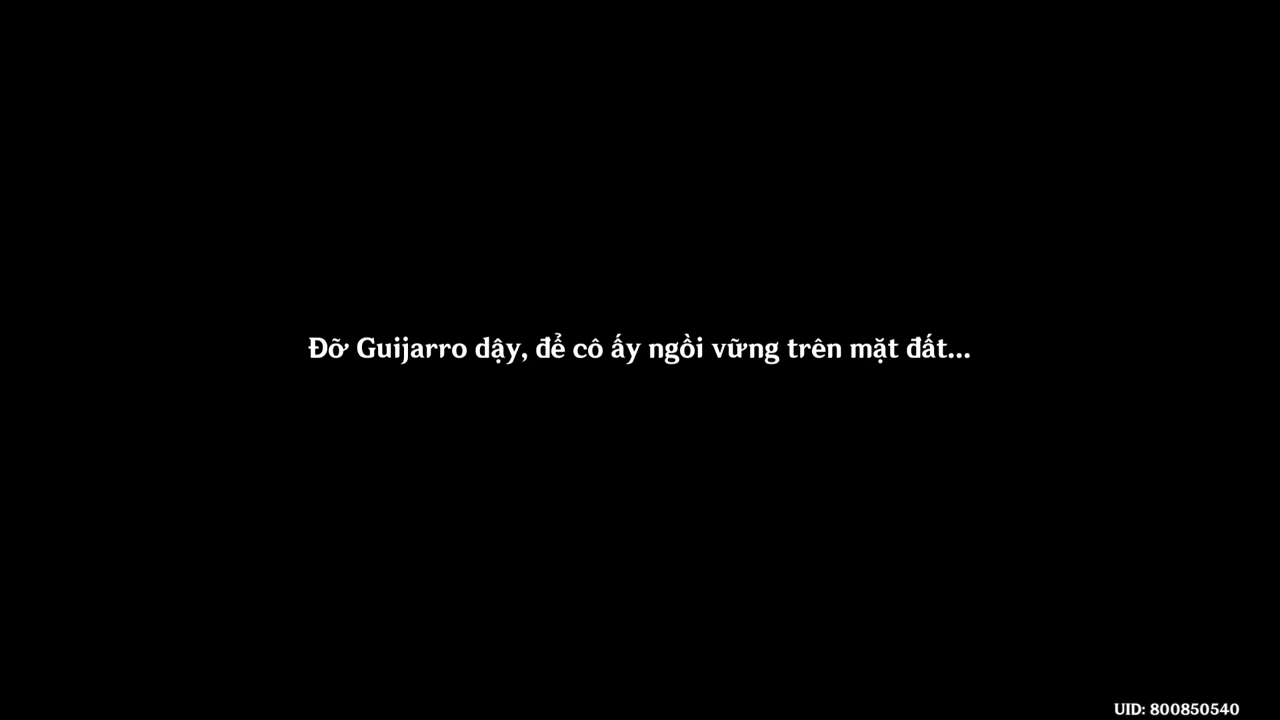 Đỡ Guijarro dậy, để cô ấy ngồi vững trên mặt đất...
UID: 800850540